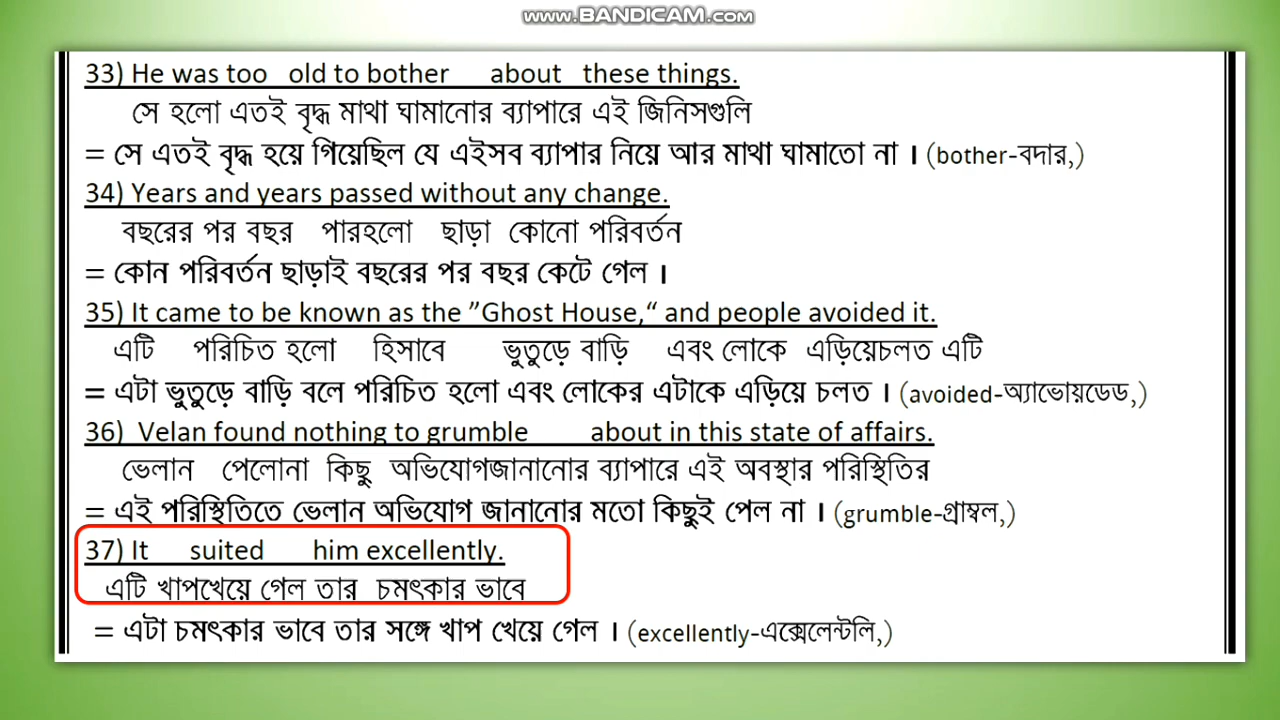 www.BANDICAM.com
33) He was too old to bother about these things.
সে হলো এতই বৃদ্ধ মাথা ঘামানোর ব্যাপারে এই জিনিসগুলি
= সে এতই বৃদ্ধ হয়ে গিয়েছিল যে এইসব ব্যাপার নিয়ে আর মাথা ঘামাতো না । (bother-বদার,)
34) Years and years passed without any change.
বছরের পর বছর পারহলো ছাড়া কোনো পরিবর্তন
= কোন পরিবর্তন ছাড়াই বছরের পর বছর কেটে গেল ।
35) It came to be known as the ”Ghost House,“ and people avoided it.
এটি পরিচিত হলো হিসাবে ভুতুড়ে বাড়ি এবং লোকে এড়িয়েচলত এটি
= এটা ভুতুড়ে বাড়ি বলে পরিচিত হলো এবং লোকের এটাকে এড়িয়ে চলত । (avoided-অ্যাভোয়ডেড,)
36) Velan found nothing to grumble about in this state of affairs.
ভেলান পেলোনা কিছু অভিযোগজানানোর ব্যাপারে এই অবস্থার পরিস্থিতির
= এই পরিস্থিতিতে ভেলান অভিযোগ জানানোর মতো কিছুই পেল না । (grumble-গ্রাম্বল,)
37) It suited him excellently.
এটি খাপখেয়ে গেল তার চমৎকার ভাবে
= এটা চমৎকার ভাবে তার সঙ্গে খাপ খেয়ে গেল । (excellently-এক্সেলেন্টলি,)